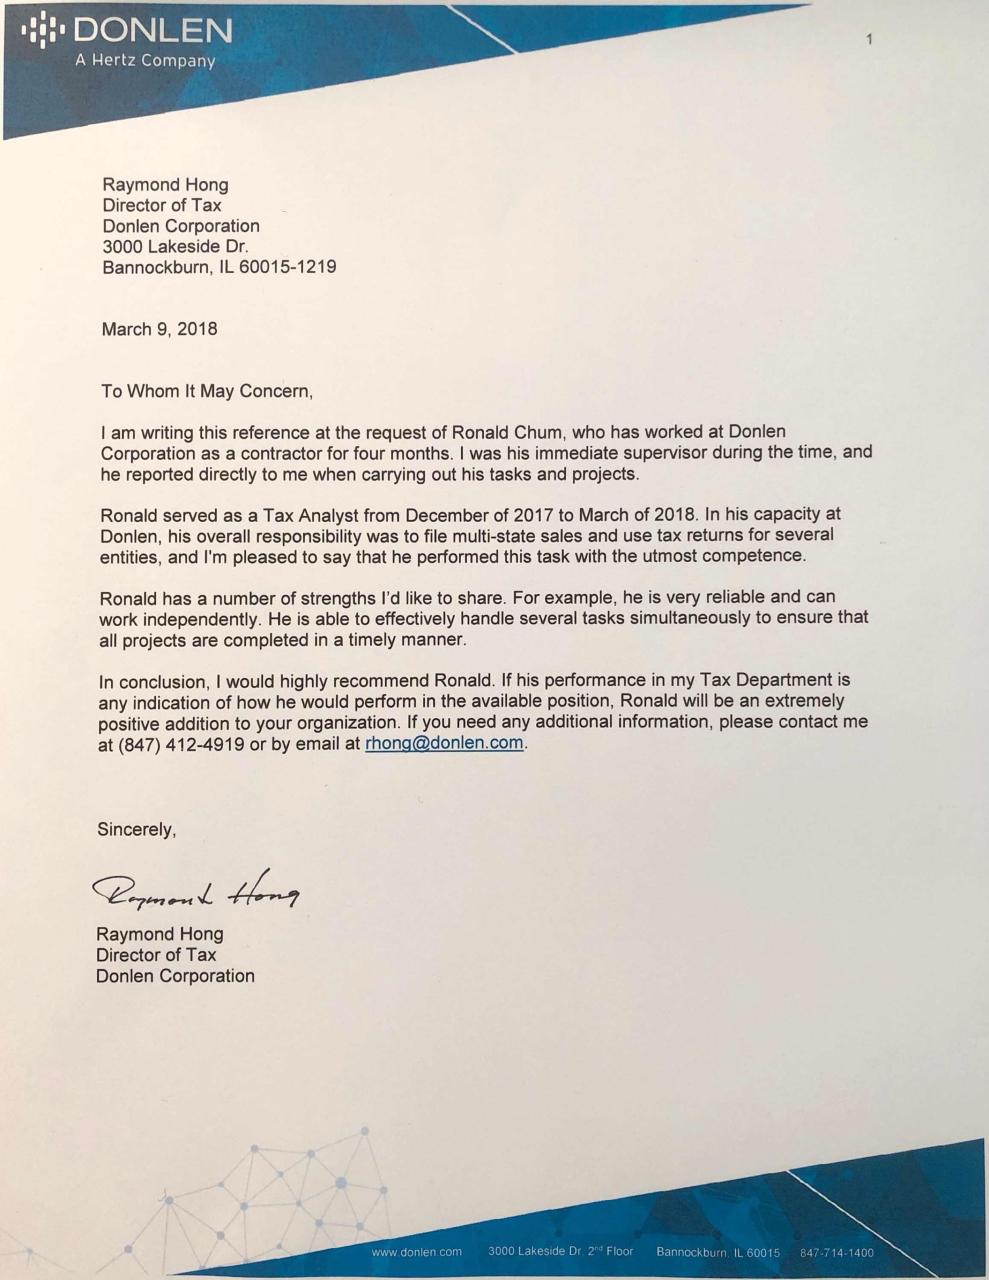 DONLEN
A Hertz Company
1
Raymond Hong
Director of Tax
Donlen Corporation
3000 Lakeside Dr.
Bannockburn, IL 60015-1219
March 9, 2018
To Whom It May Concern,
I am writing this reference at the request of Ronald Chum, who has worked at Donlen
Corporation as a contractor for four months. I was his immediate supervisor during the time, and
he reported directly to me when carrying out his tasks and projects.
Ronald served as a Tax Analyst from December of 2017 to March of 2018. In his capacity at
Donlen, his overall responsibility was to file multi-state sales and use tax returns for several
entities, and I'm pleased to say that he performed this task with the utmost competence.
Ronald has a number of strengths I’d like to share. For example, he is very reliable and can
work independently. He is able to effectively handle several tasks simultaneously to ensure that
all projects are completed in a timely manner.
In conclusion, I would highly recommend Ronald. If his performance in my Tax Department is
any indication of how he would perform in the available position, Ronald will be an extremely
positive addition to your organization. If you need any additional information, please contact me
at (847) 412-4919 or by email at rhong@donlen.com.
Sincerely,
Raymond Hong
Raymond Hong
Director of Tax
Donlen Corporation
www.donlen.com 3000 Lakeside Dr. 2nd Floor Bannockburn, IL 60015 847-714-1400